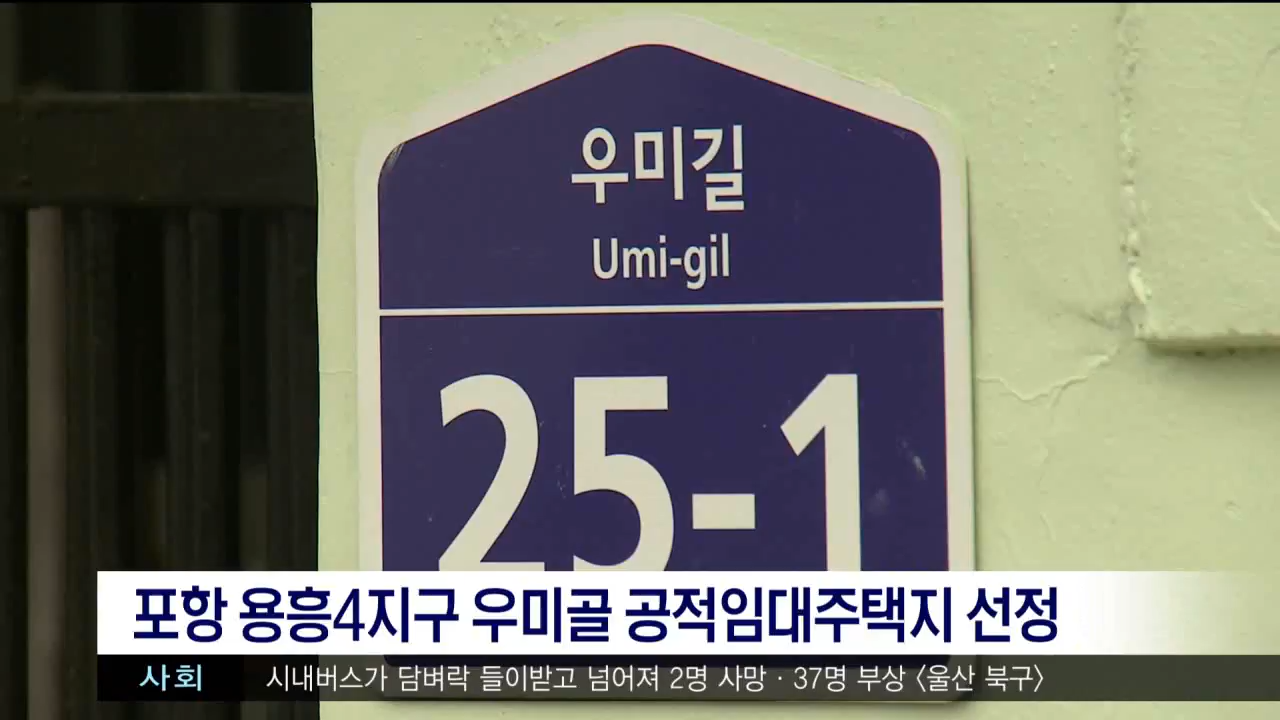 우미길
Umi-gil
25-1
포항 용흥4지구 우미골 공적임대주택지 선정
사회 시내버스가 담벼락 들이받고 넘어져 2명 사망·37명 부상 〈울산 북구〉